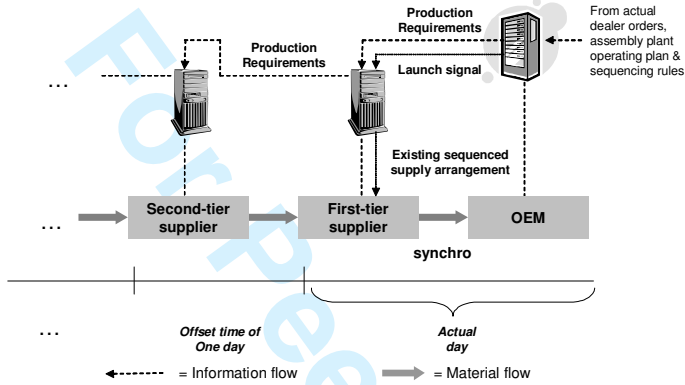 Production
Requirements
From actual
dealer orders,
assembly plant
operating plan &
sequencing rules
Production
Requirements
Launch signal
...
Existing sequenced
supply arrangement
...
Second-tier
supplier
First-tier
supplier
OEM
synchro
...
Offset time of
One day
Actual
day
= Information flow
= Material flow
For Pee